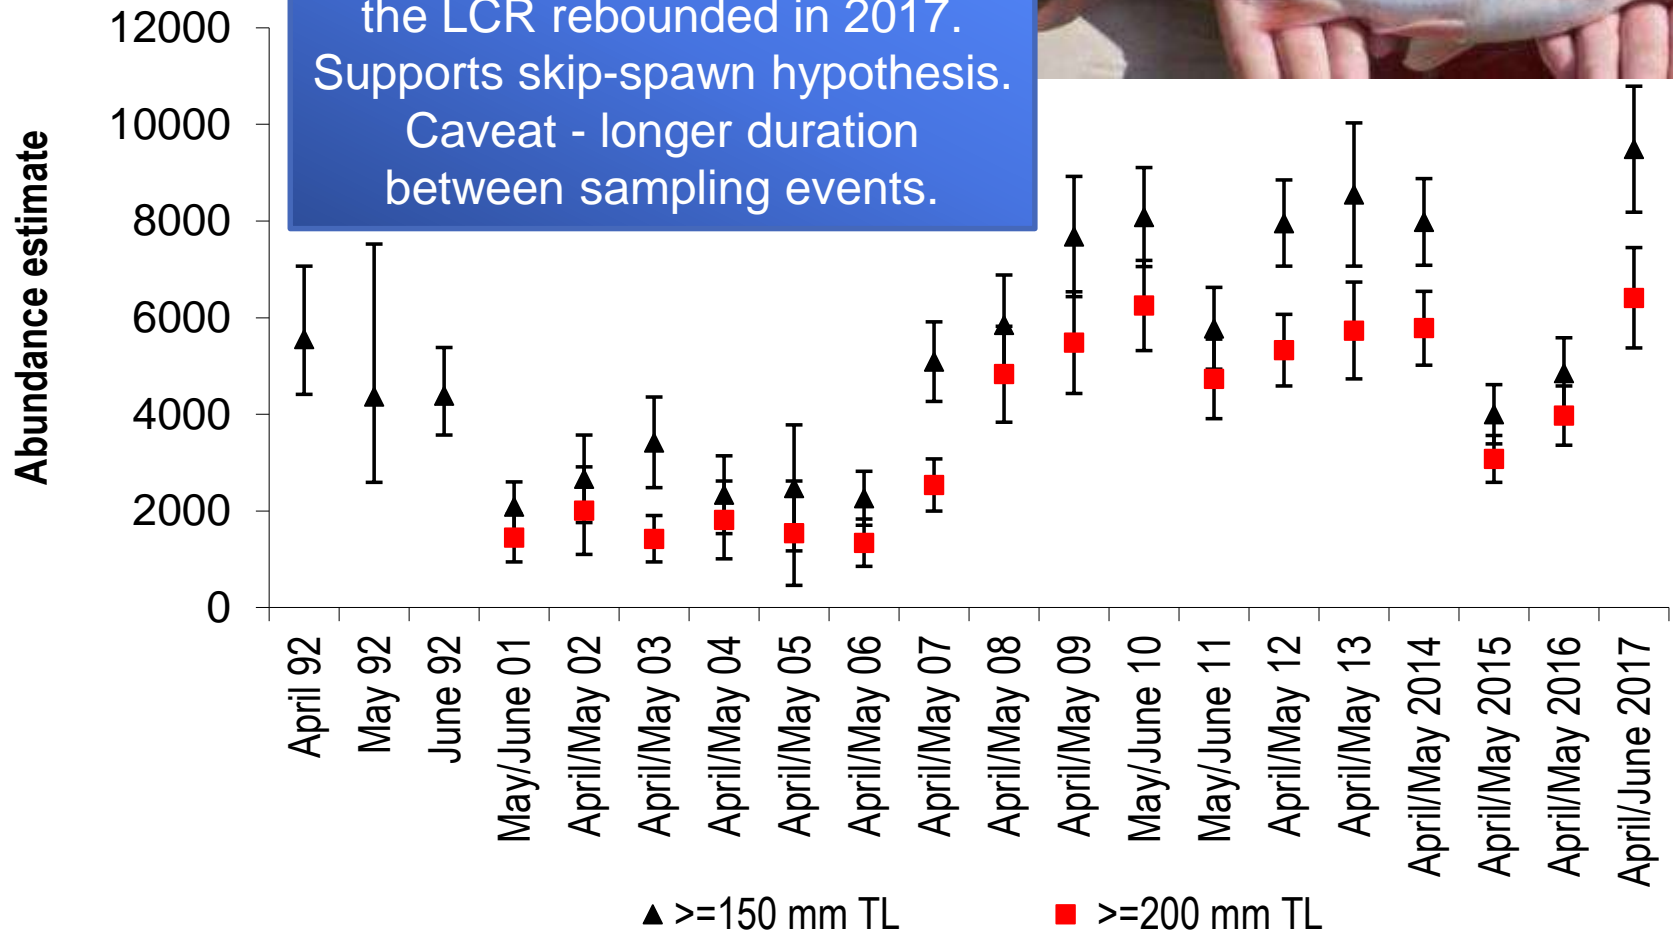 the LCR rebounded in 2017.
Supports skip-spawn hypothesis.
Caveat - longer duration
between sampling events.
Abundance estimate
12000
10000
8000
6000
4000
2000
0
April 92
May 92
June 92
May/June 01
April/May 02
April/May 03
April/May 04
April/May 05
April/May 06
April/May 07
April/May 08
April/May 09
May/June 10
May/June 11
April/May 12
April/May 13
April/May 2014
April/May 2015
April/May 2016
April/June 2017
>=150 mm TL
>=200 mm TL